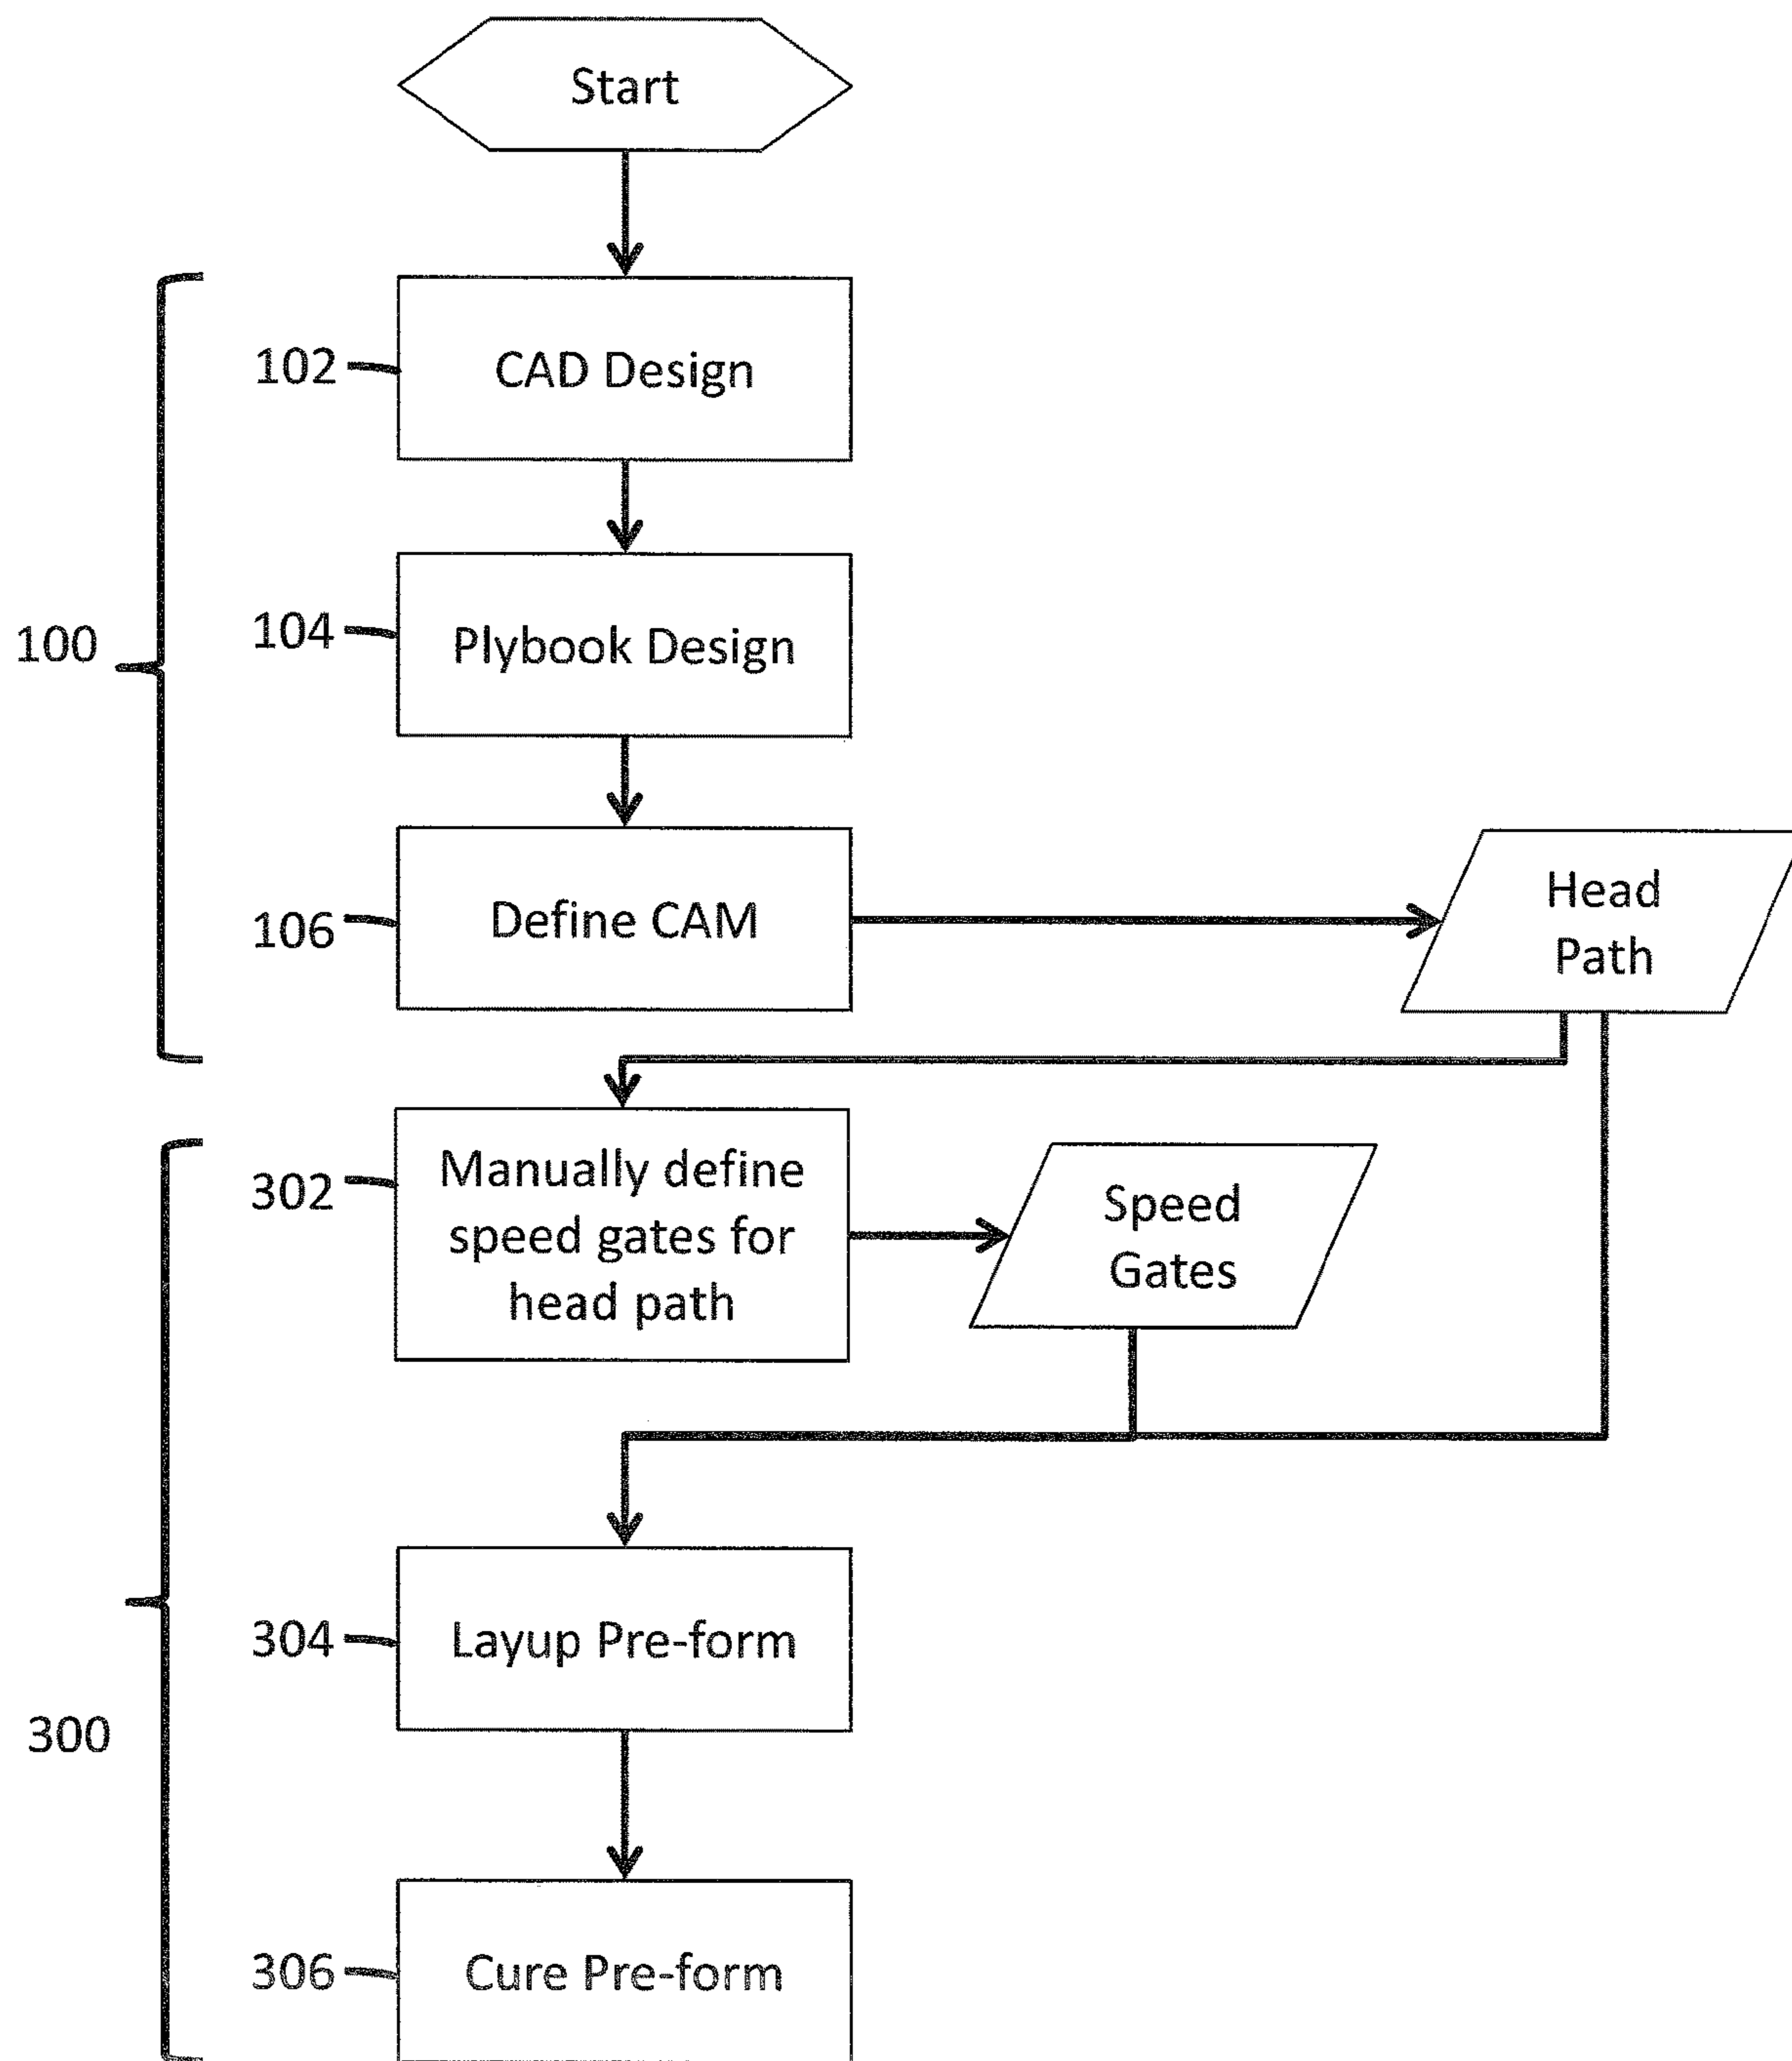 Start
102
CAD Design
100
104
Plybook Design
106
Define CAM
Head
Path
302
Manually define
speed gates for
head path
Speed
Gates
304
Layup Pre-form
300
306
Cure Pre-form